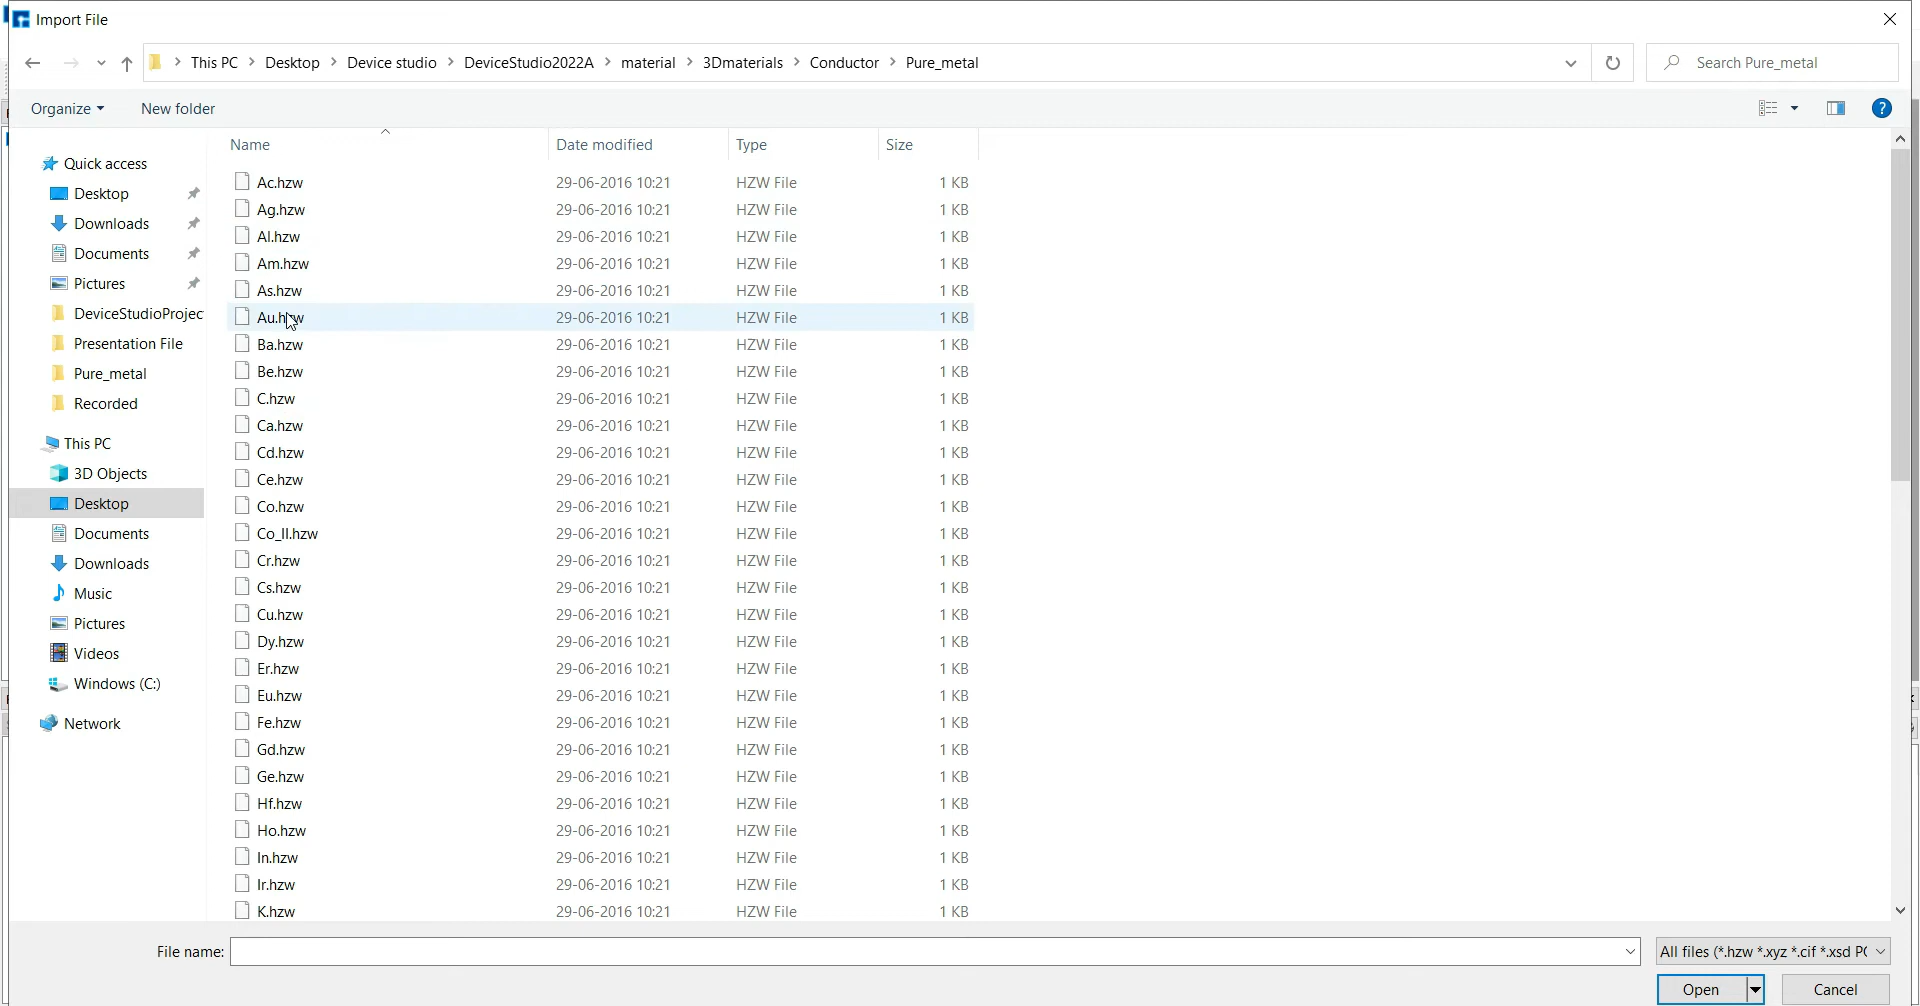 Import File
This PC > Desktop > Device studio > DeviceStudio2022A > material > 3Dmaterials > Conductor > Pure_metal
Search Pure_metal
Organize
New folder
Quick access
Desktop
Downloads
Documents
Pictures
DeviceStudioProjec
Presentation File
Pure_metal
Recorded
This PC
3D Objects
Desktop
Documents
Downloads
Music
Pictures
Videos
Windows (C:)
Network
Name Date modified Type Size
Ac.hzw 29-06-2016 10:21 HZW File 1 KB
Ag.hzw 29-06-2016 10:21 HZW File 1 KB
Al.hzw 29-06-2016 10:21 HZW File 1 KB
Am.hzw 29-06-2016 10:21 HZW File 1 KB
As.hzw 29-06-2016 10:21 HZW File 1 KB
Au.hzw 29-06-2016 10:21 HZW File 1 KB
Ba.hzw 29-06-2016 10:21 HZW File 1 KB
Be.hzw 29-06-2016 10:21 HZW File 1 KB
C.hzw 29-06-2016 10:21 HZW File 1 KB
Ca.hzw 29-06-2016 10:21 HZW File 1 KB
Cd.hzw 29-06-2016 10:21 HZW File 1 KB
Ce.hzw 29-06-2016 10:21 HZW File 1 KB
Co.hzw 29-06-2016 10:21 HZW File 1 KB
Co_II.hzw 29-06-2016 10:21 HZW File 1 KB
Cr.hzw 29-06-2016 10:21 HZW File 1 KB
Cs.hzw 29-06-2016 10:21 HZW File 1 KB
Cu.hzw 29-06-2016 10:21 HZW File 1 KB
Dy.hzw 29-06-2016 10:21 HZW File 1 KB
Er.hzw 29-06-2016 10:21 HZW File 1 KB
Eu.hzw 29-06-2016 10:21 HZW File 1 KB
Fe.hzw 29-06-2016 10:21 HZW File 1 KB
Gd.hzw 29-06-2016 10:21 HZW File 1 KB
Ge.hzw 29-06-2016 10:21 HZW File 1 KB
Hf.hzw 29-06-2016 10:21 HZW File 1 KB
Ho.hzw 29-06-2016 10:21 HZW File 1 KB
In.hzw 29-06-2016 10:21 HZW File 1 KB
Ir.hzw 29-06-2016 10:21 HZW File 1 KB
K.hzw 29-06-2016 10:21 HZW File 1 KB
File name:
All files (*.hzw *.xyz *.cif *.xsd P
Open
Cancel